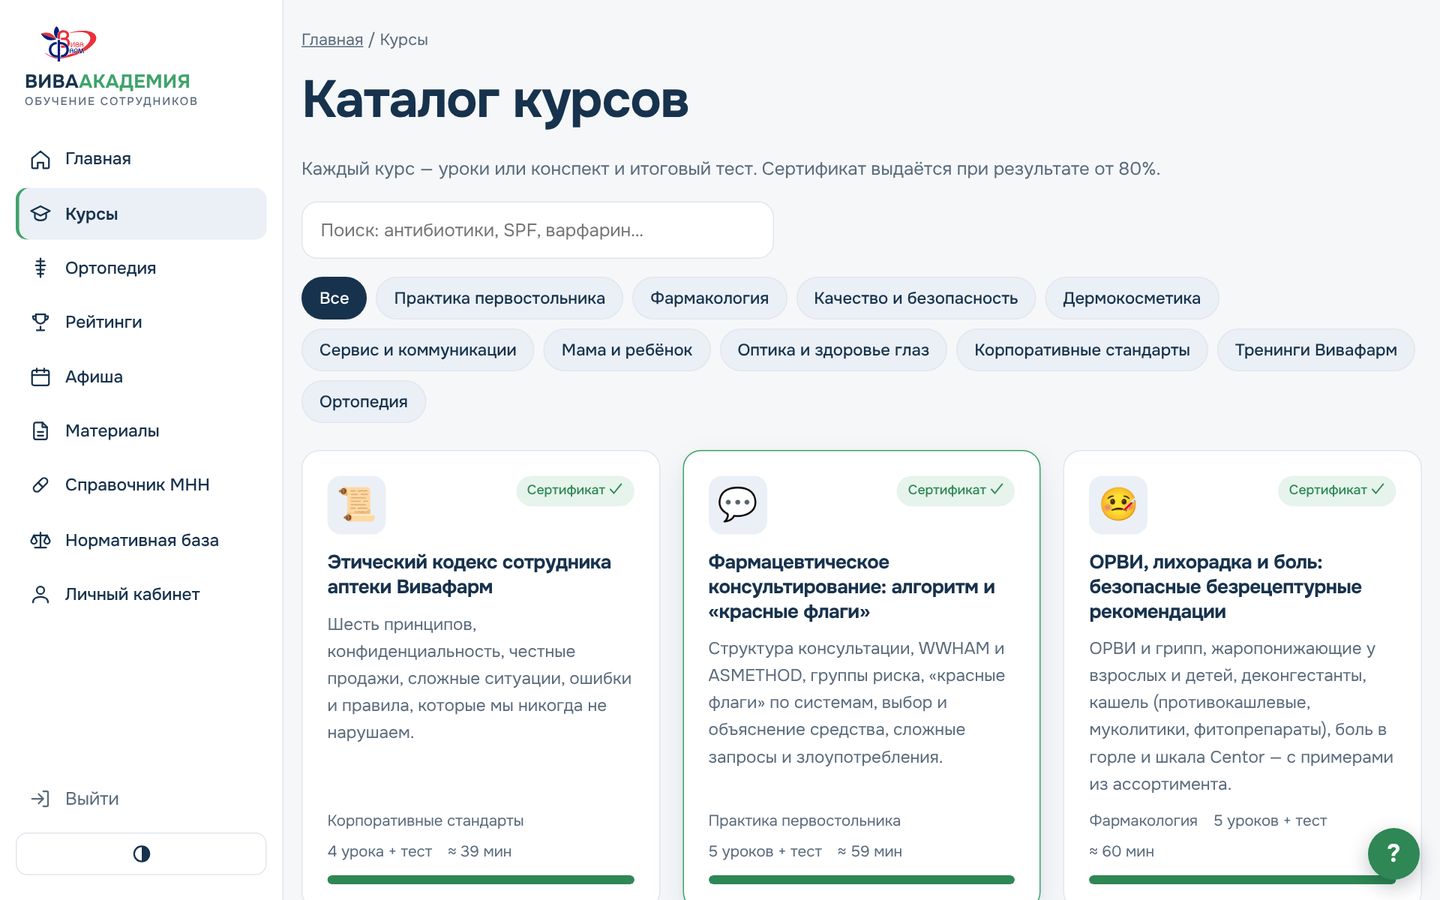 Вива
Фарм
ВИВААКАДЕМИЯ
ОБУЧЕНИЕ СОТРУДНИКОВ
Главная
Курсы
Ортопедия
Рейтинги
Афиша
Материалы
Справочник МНН
Нормативная база
Личный кабинет
Выйти
Главная / Курсы
Каталог курсов
Каждый курс — уроки или конспект и итоговый тест. Сертификат выдаётся при результате от 80%.
Поиск: антибиотики, SPF, варфарин...
Все
Практика первостольника
Фармакология
Качество и безопасность
Дермокосметика
Сервис и коммуникации
Мама и ребёнок
Оптика и здоровье глаз
Корпоративные стандарты
Тренинги Вивафарм
Ортопедия
Сертификат ✓
Этический кодекс сотрудника
аптеки Вивафарм
Шесть принципов,
конфиденциальность, честные
продажи, сложные ситуации, ошибки
и правила, которые мы никогда не
нарушаем.
Корпоративные стандарты
4 урока + тест ≈ 39 мин
Сертификат ✓
Фармацевтическое
консультирование: алгоритм и
«красные флаги»
Структура консультации, WWHAM и
ASMETHOD, группы риска, «красные
флаги» по системам, выбор и
объяснение средства, сложные
запросы и злоупотребления.
Практика первостольника
5 уроков + тест ≈ 59 мин
Сертификат ✓
ОРВИ, лихорадка и боль:
безопасные безрецептурные
рекомендации
ОРВИ и грипп, жаропонижающие у
взрослых и детей, деконгестанты,
кашель (противокашлевые,
муколитики, фитопрепараты), боль в
горле и шкала Centor — с примерами
из ассортимента.
Фармакология 5 уроков + тест
≈ 60 мин
?